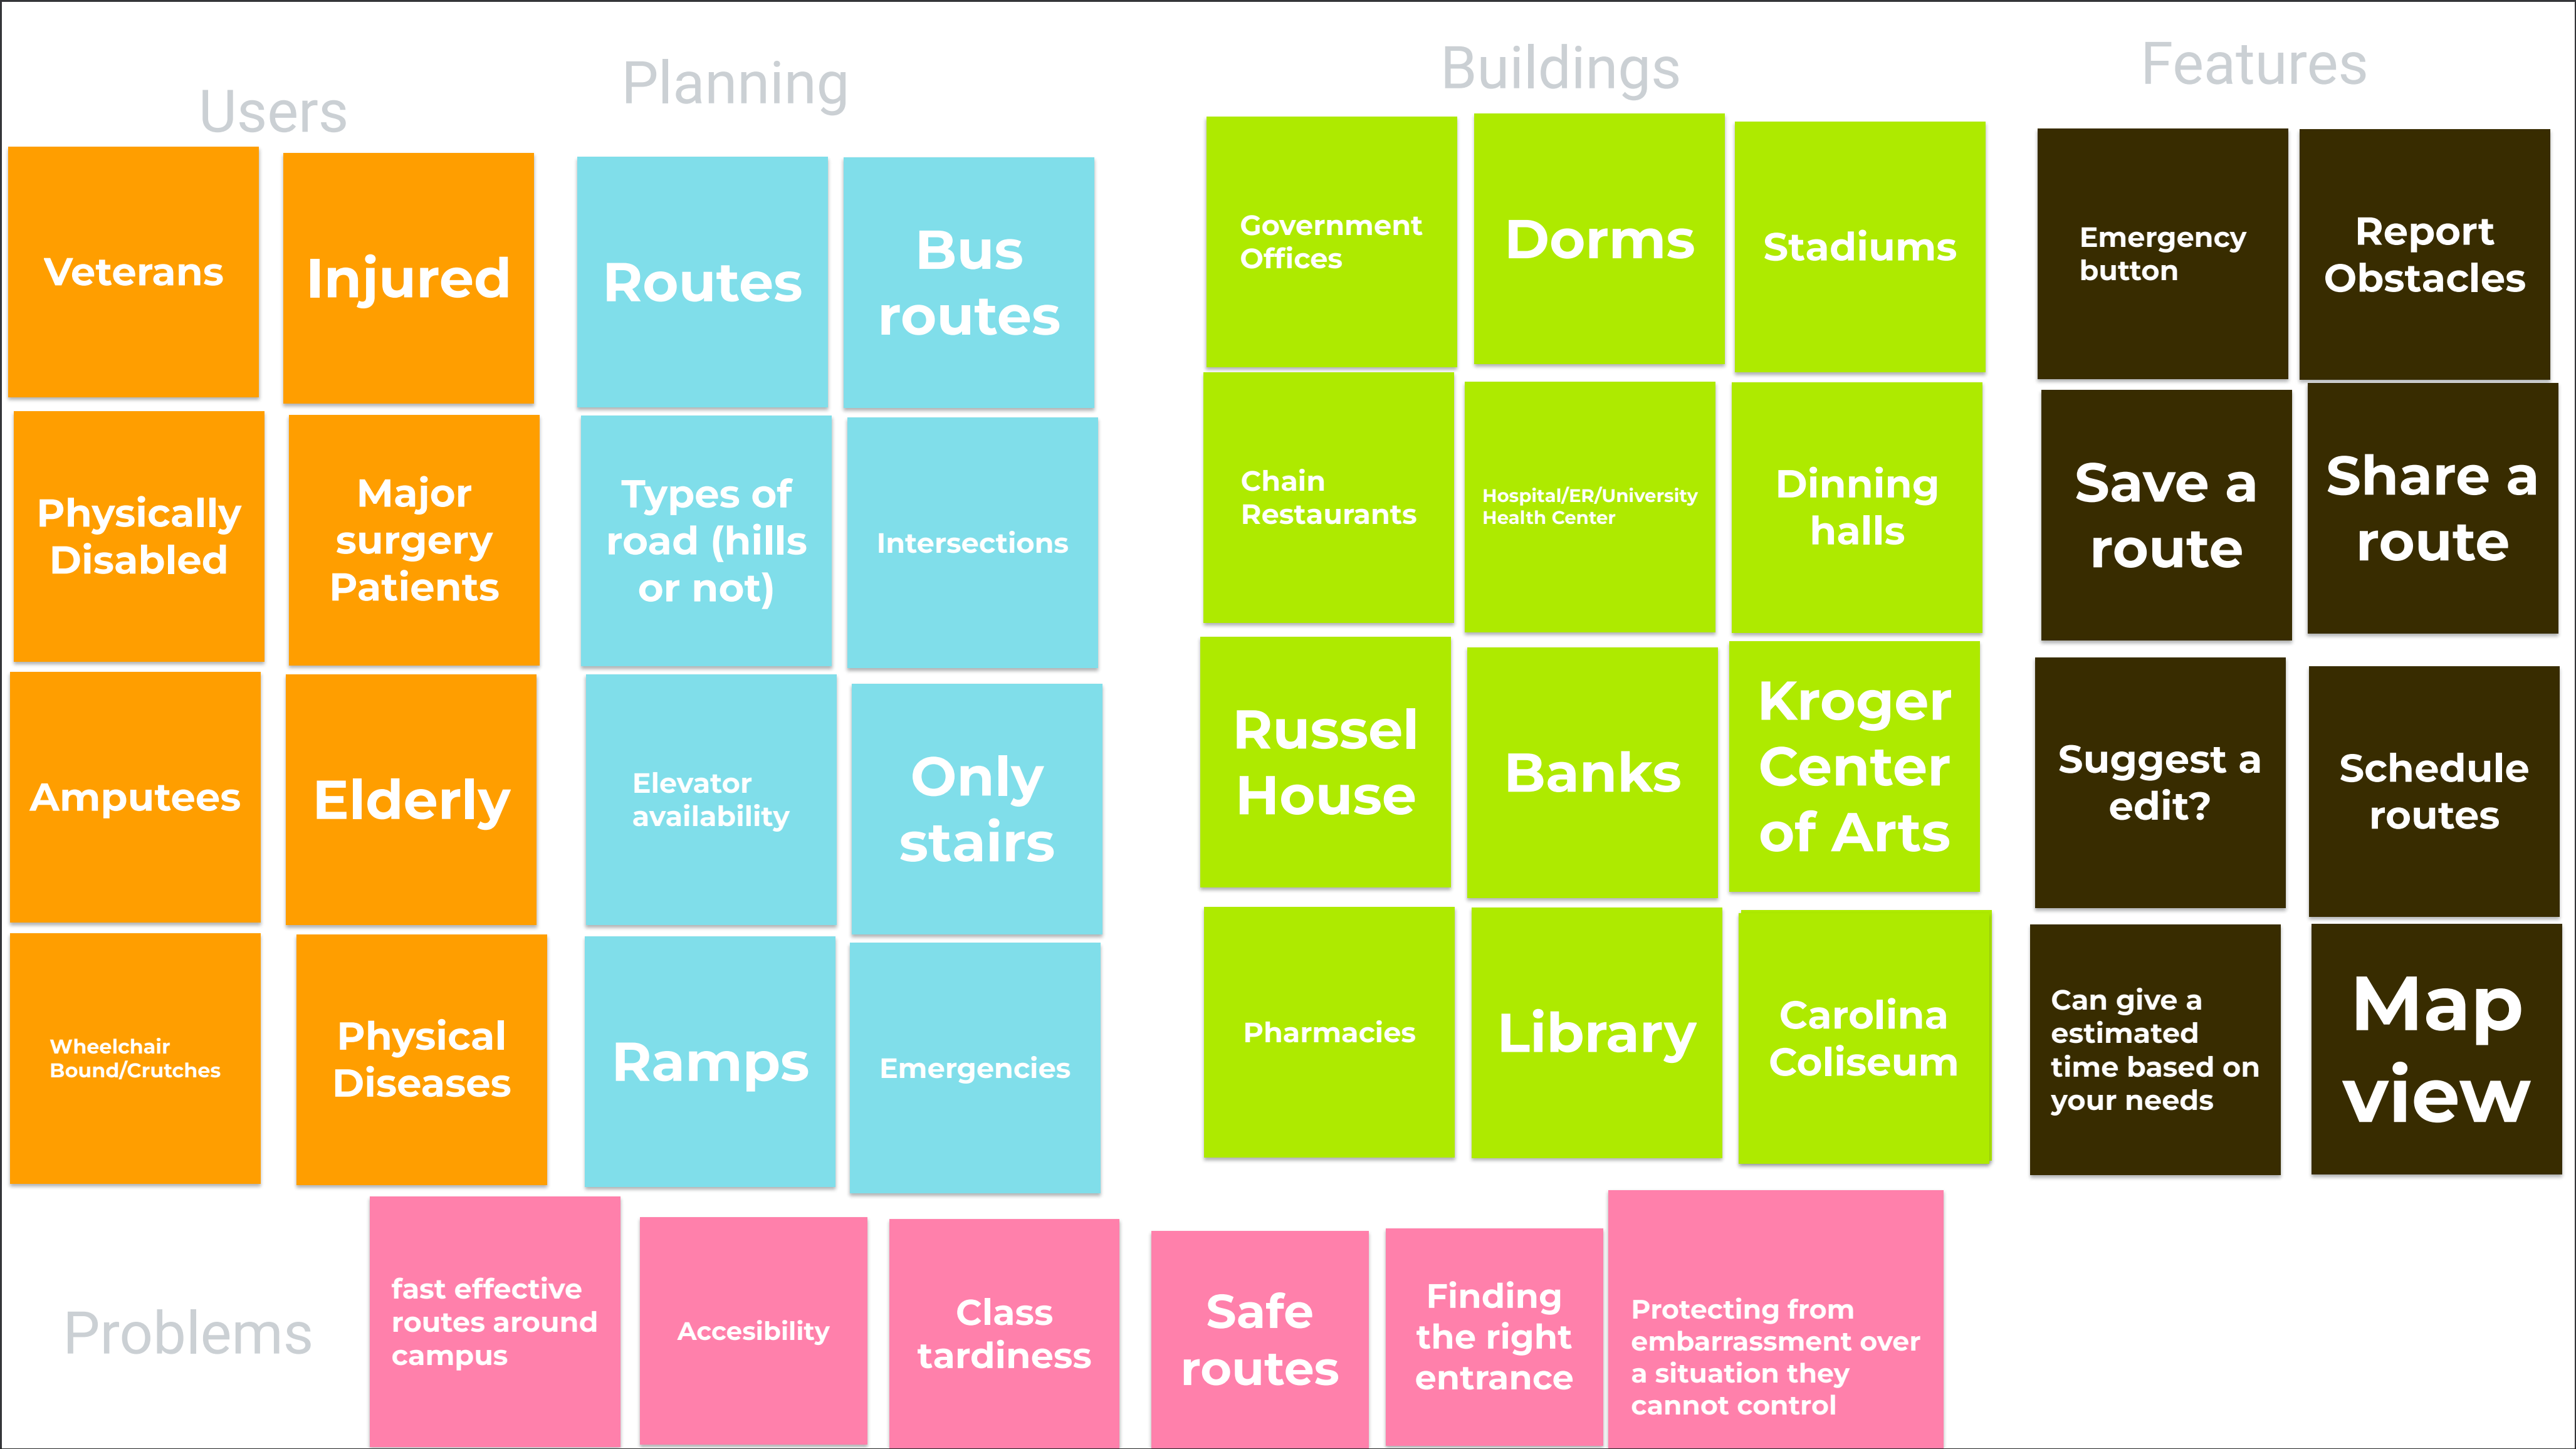 Users
Veterans
Injured
Physically
Disabled
Major
surgery
Patients
Amputees
Elderly
Wheelchair
Bound/Crutches
Physical
Diseases
Planning
Routes
Bus
routes
Types of
road (hills
or not)
Intersections
Elevator
availability
Only
stairs
Ramps
Emergencies
Buildings
Government
Offices
Dorms
Stadiums
Chain
Restaurants
Hospital/ER/University
Health Center
Dinning
halls
Russel
House
Banks
Kroger
Center
of Arts
Pharmacies
Library
Carolina
Coliseum
Features
Emergency
button
Report
Obstacles
Save a
route
Share a
route
Suggest a
edit?
Schedule
routes
Can give a
estimated
time based on
your needs
Map
view
Problems
fast effective
routes around
campus
Accesibility
Class
tardiness
Safe
routes
Finding
the right
entrance
Protecting from
embarrassment over
a situation they
cannot control